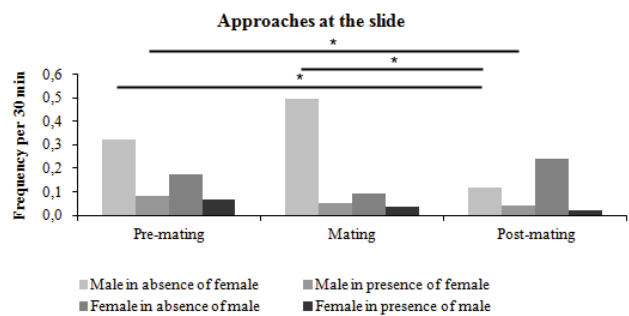 Approaches at the slide
Frequency per 30 min
0,6
0,5
0,4
0,3
0,2
0,1
0,0
*
*
*
Pre-mating Mating Post-mating
Male in absence of female Male in presence of female
Female in absence of male Female in presence of male